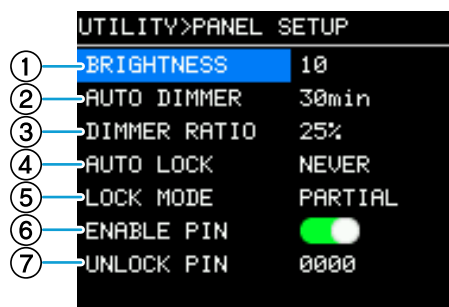 UTILITY>PANEL SETUP
① BRIGHTNESS 10
② AUTO DIMMER 30min
③ DIMMER RATIO 25%
④ AUTO LOCK NEVER
⑤ LOCK MODE PARTIAL
⑥ ENABLE PIN
⑦ UNLOCK PIN 0000